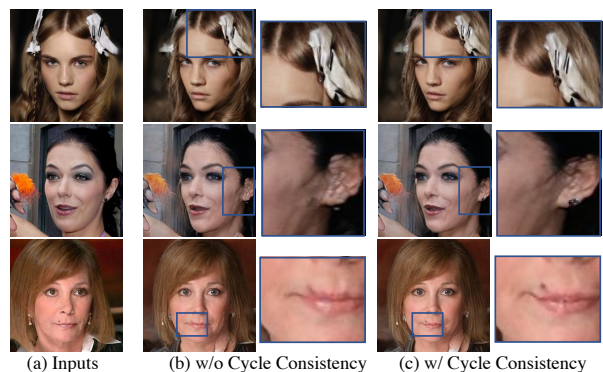 (a) Inputs
(b) w/o Cycle Consistency
(c) w/ Cycle Consistency